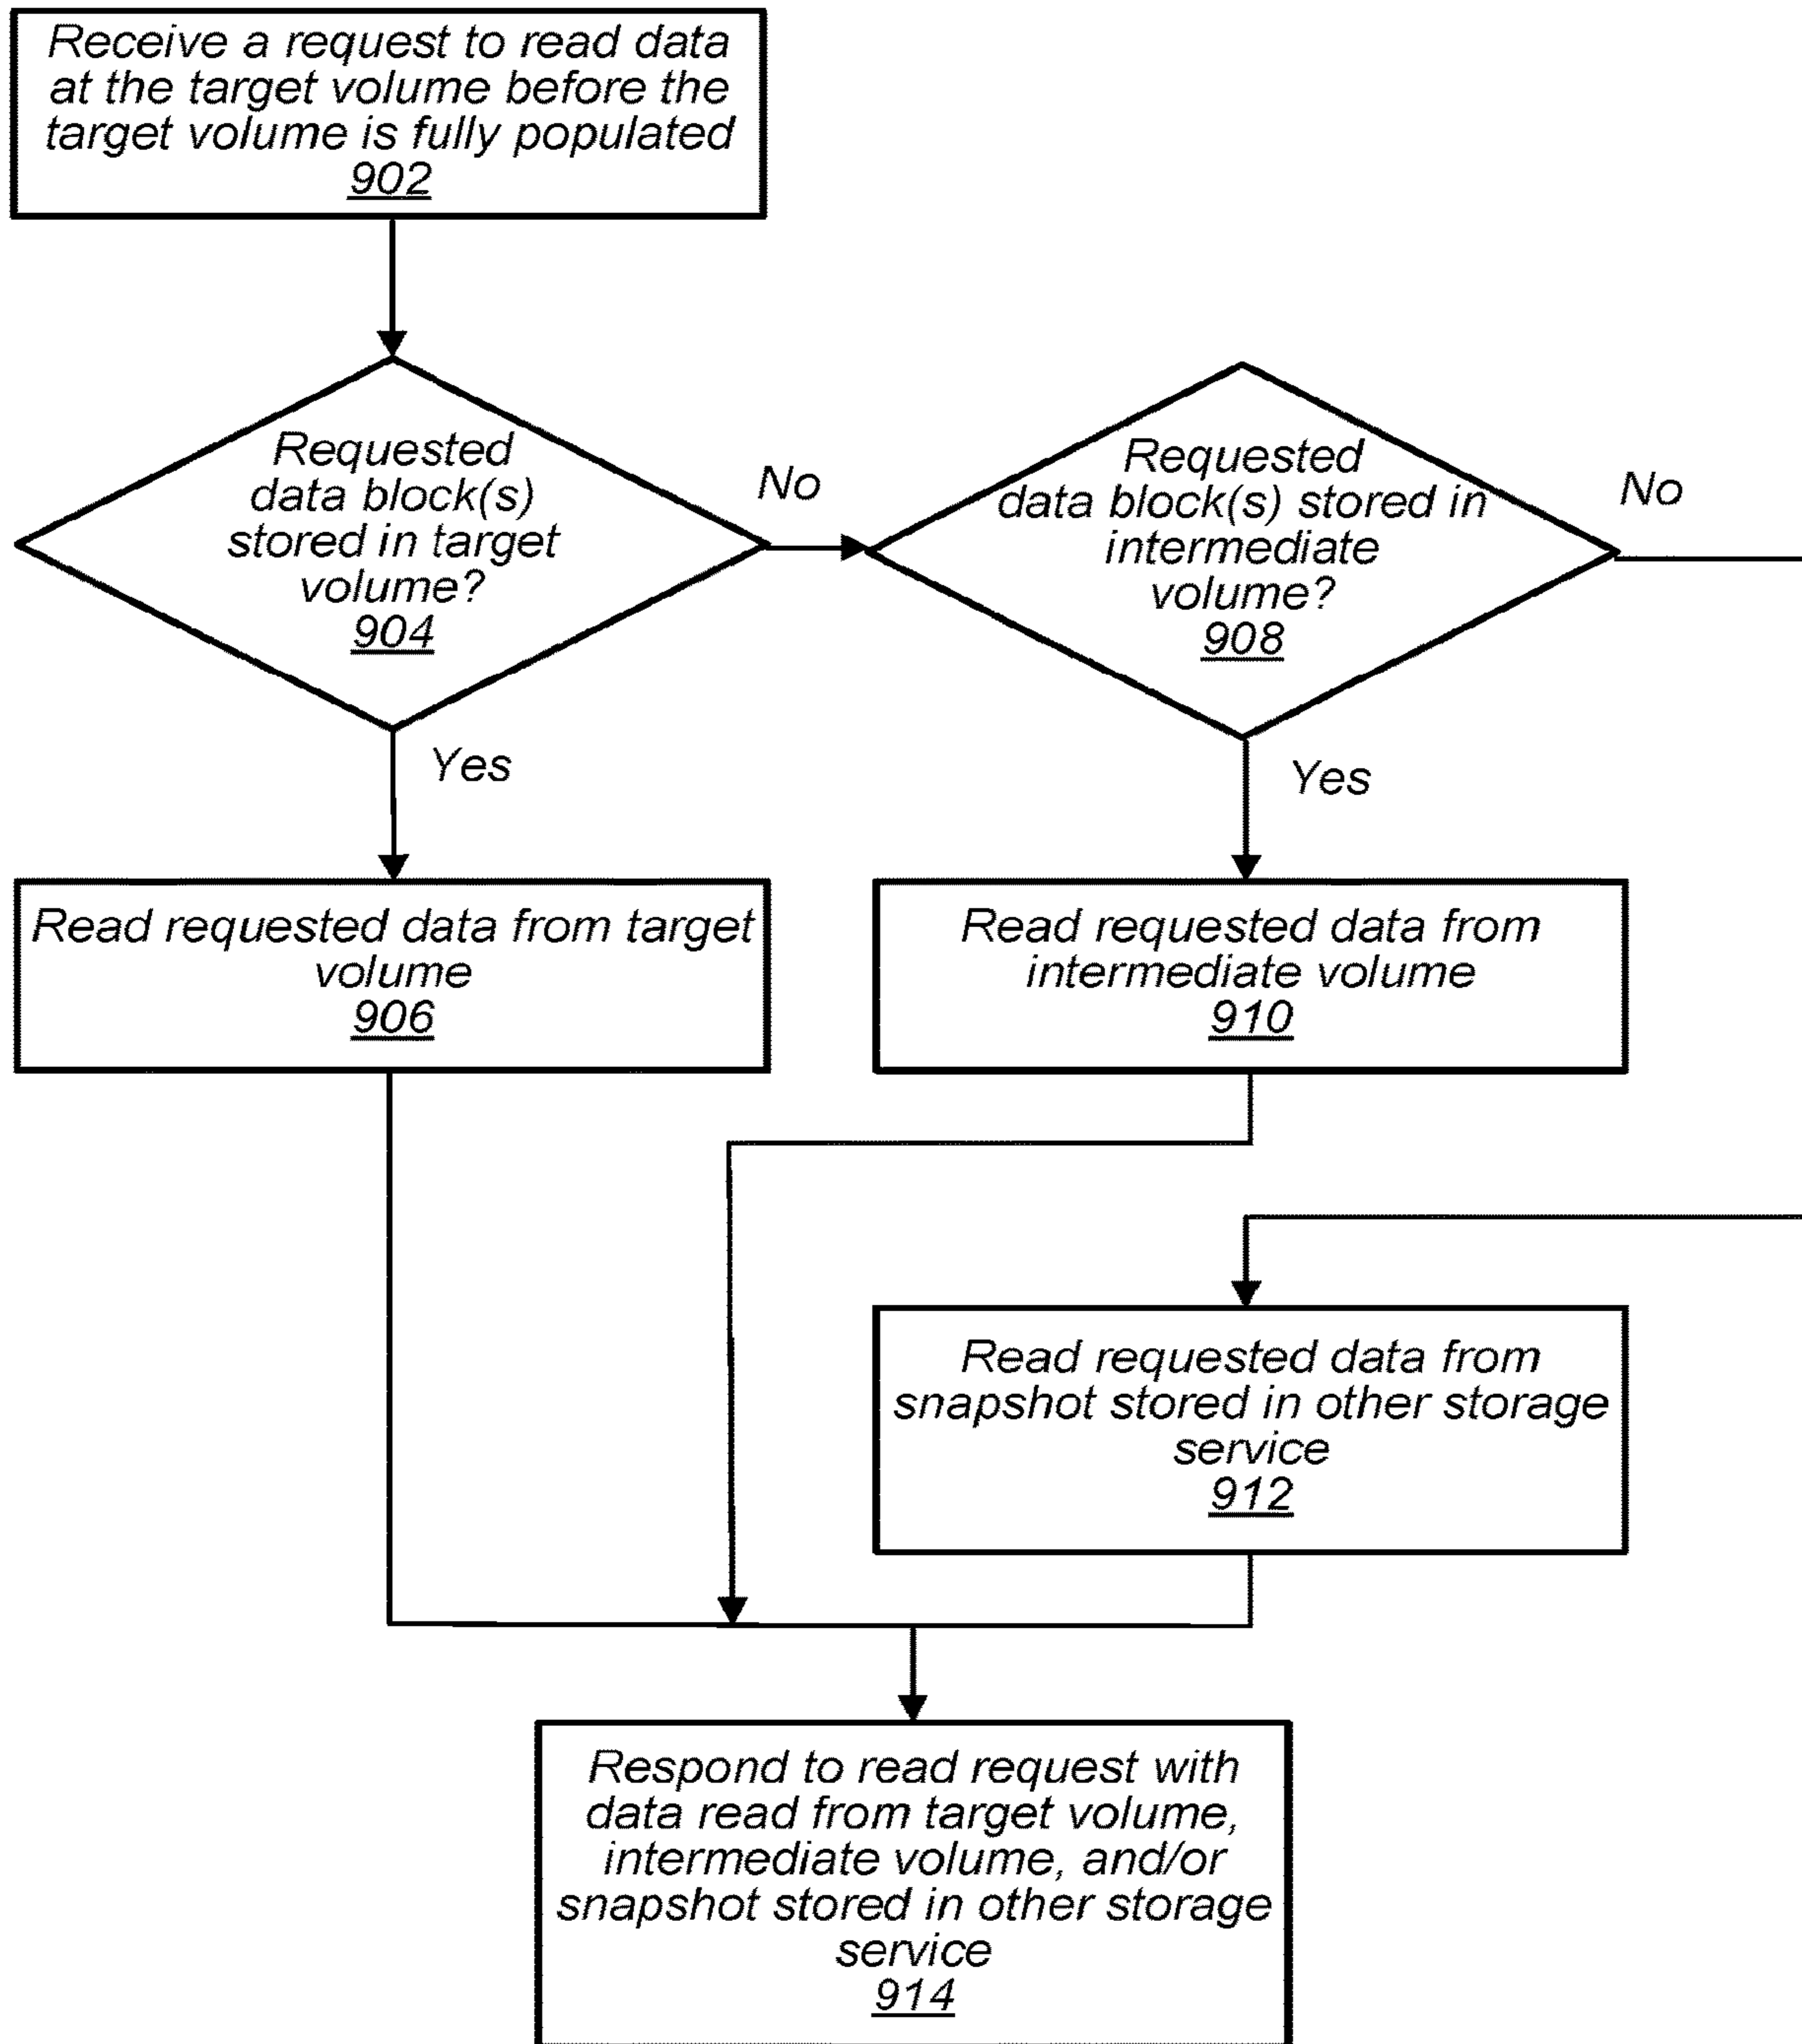 Receive a request to read data
at the target volume before the
target volume is fully populated
902
Requested
data block(s)
stored in target
volume?
904
No
Requested
data block(s) stored in
intermediate
volume?
908
No
Yes
Yes
Read requested data from target
volume
906
Read requested data from
intermediate volume
910
Read requested data from
snapshot stored in other storage
service
912
Respond to read request with
data read from target volume,
intermediate volume, and/or
snapshot stored in other storage
service
914